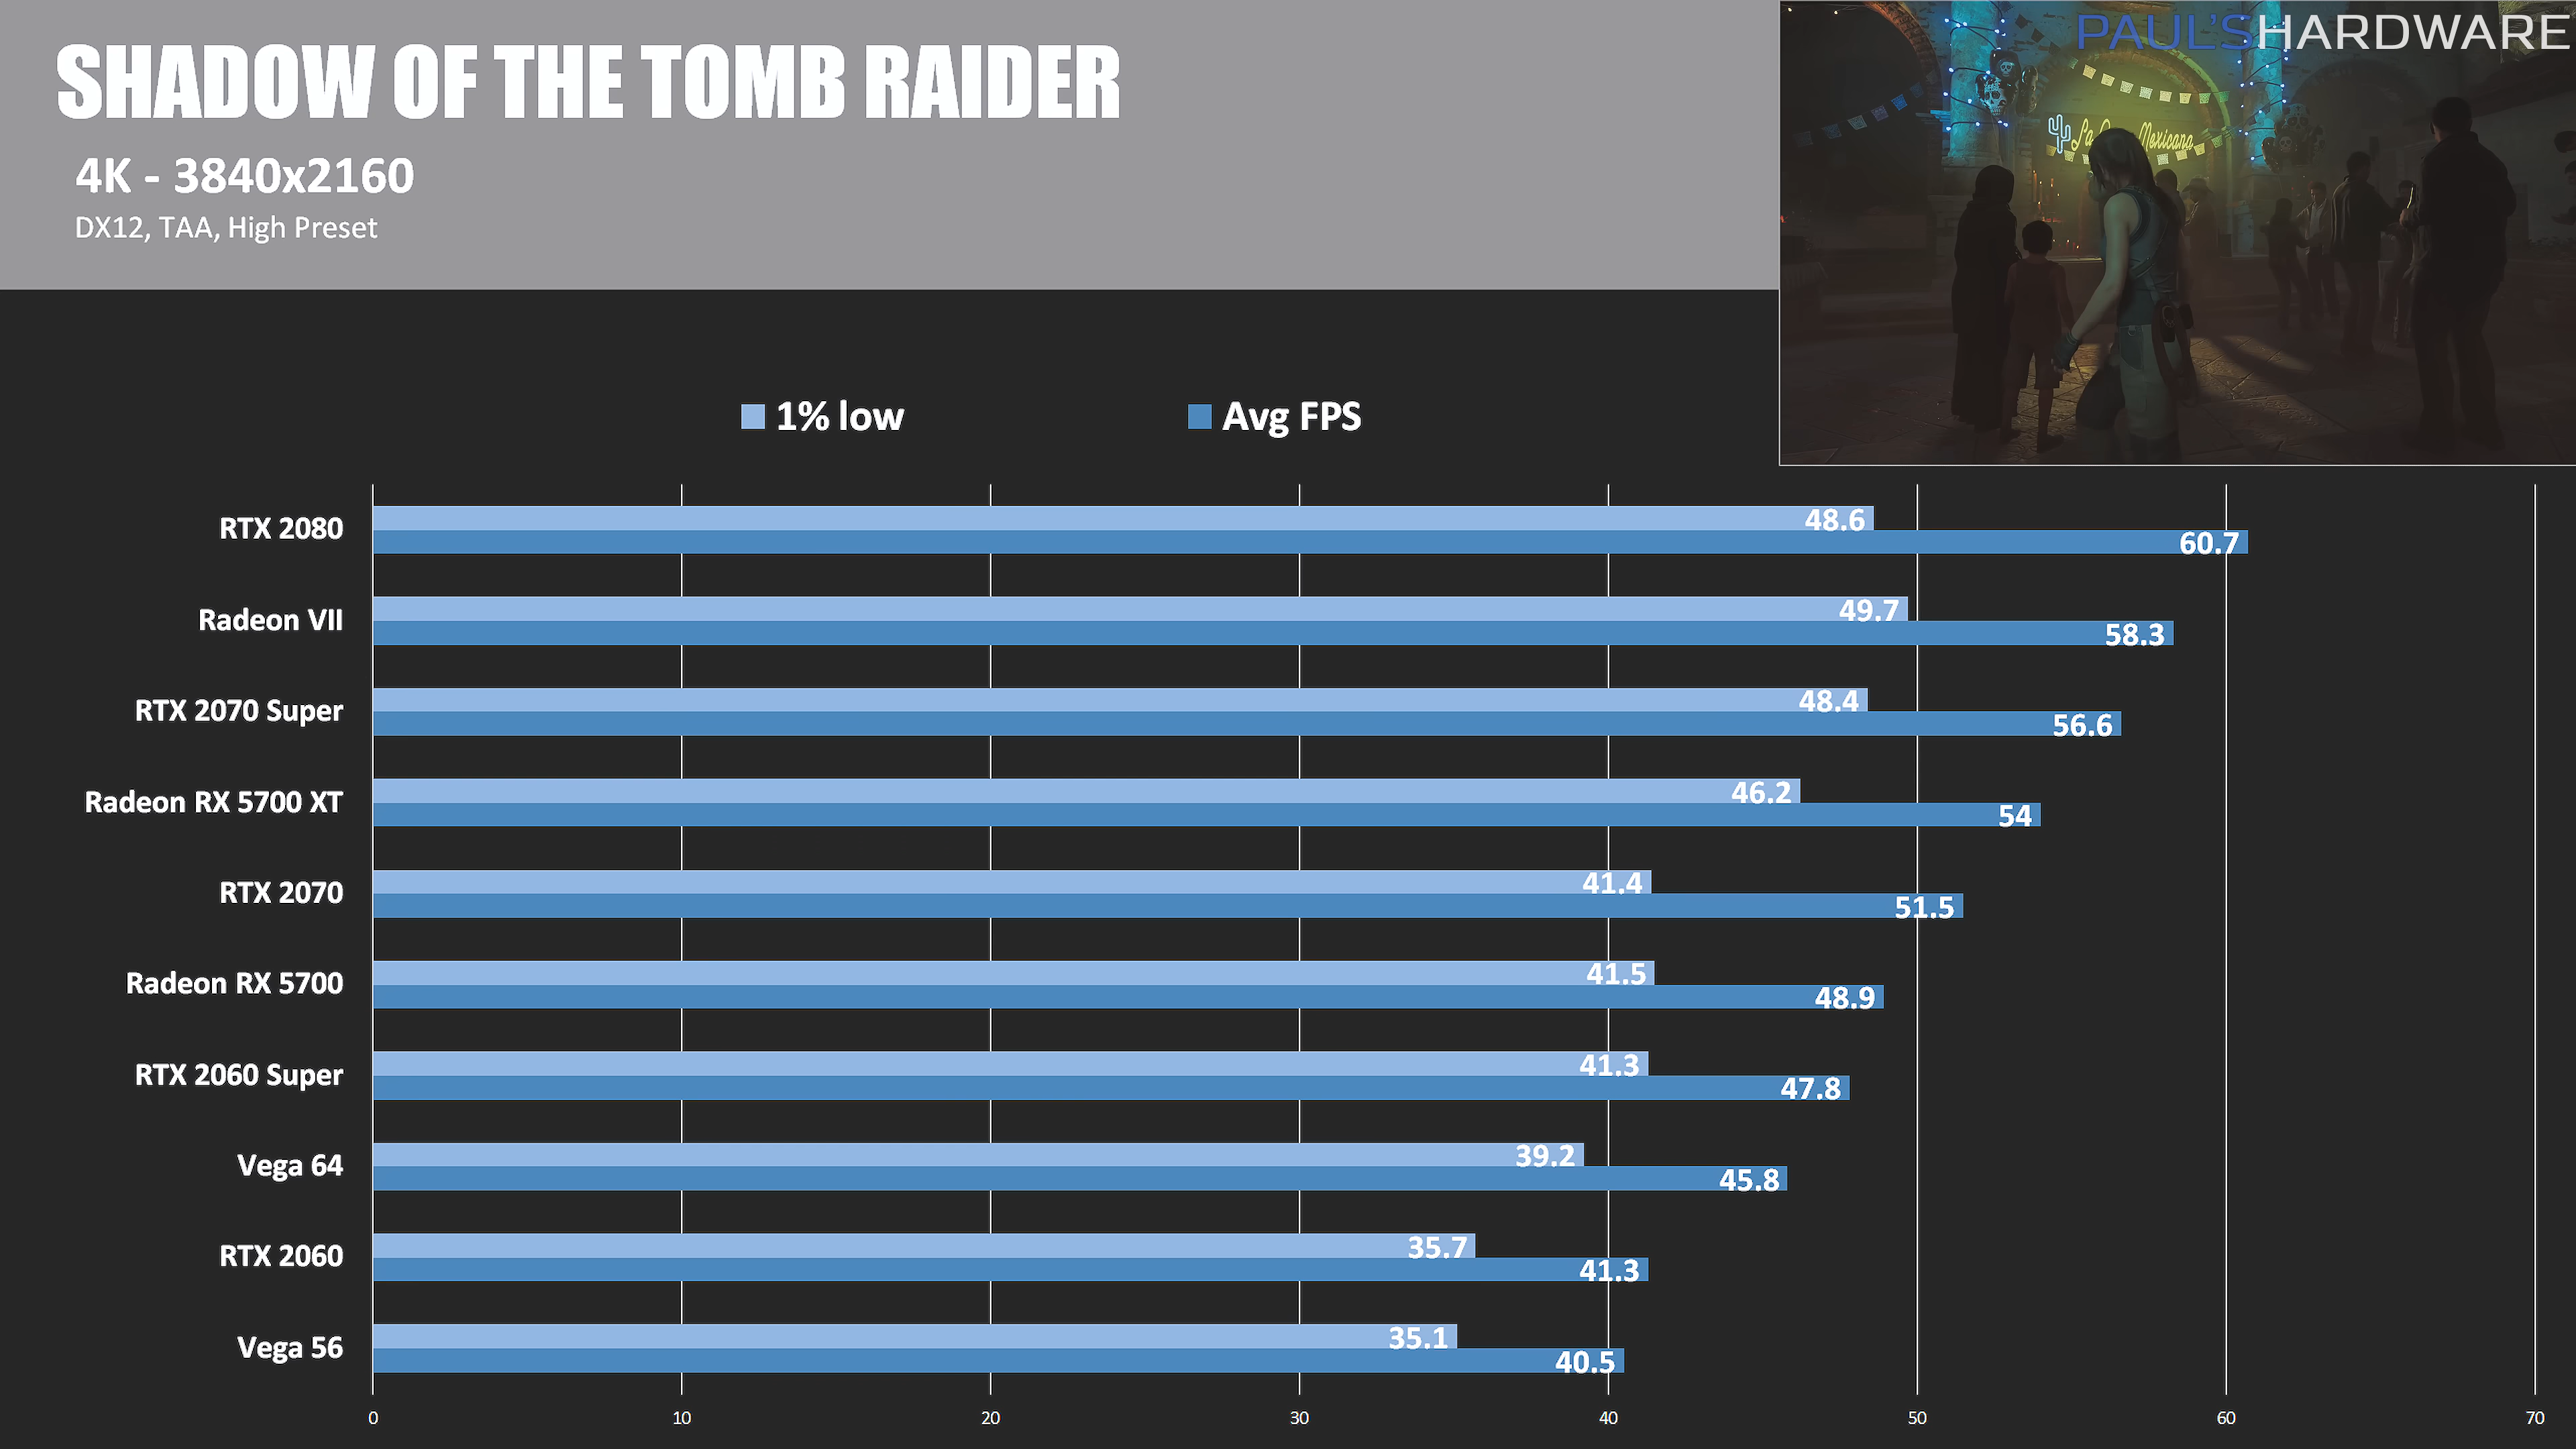 SHADOW OF THE TOMB RAIDER
PAUL'SHARDWARE
4K - 3840x2160
DX12, TAA, High Preset
Mexicana
1% low
Avg FPS
RTX 2080
48.6
60.7
Radeon VII
49.7
58.3
RTX 2070 Super
48.4
56.6
Radeon RX 5700 XT
46.2
54
RTX 2070
41.4
51.5
Radeon RX 5700
41.5
48.9
RTX 2060 Super
41.3
47.8
Vega 64
39.2
45.8
RTX 2060
35.7
41.3
Vega 56
35.1
40.5
0 10 20 30 40 50 60 70